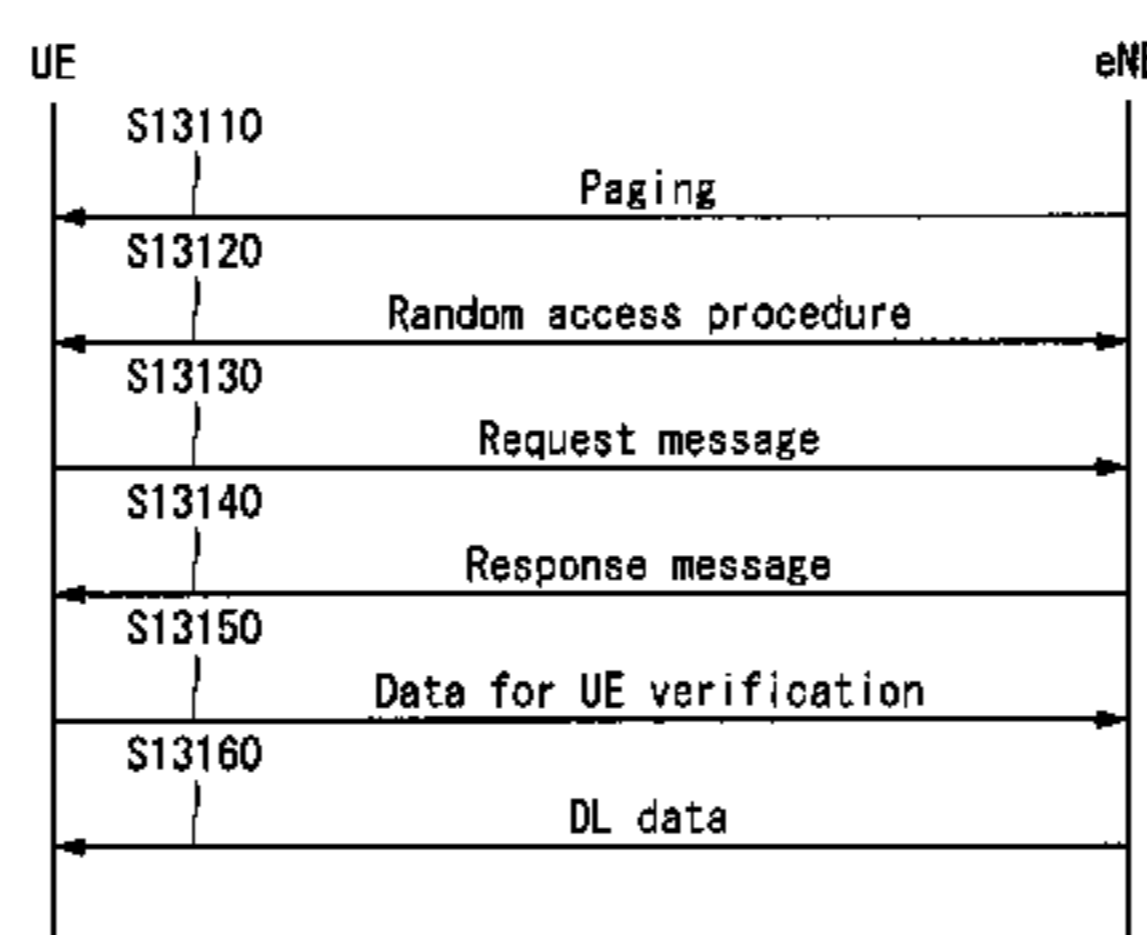 UE
S13110
Paging
S13120
Random access procedure
S13130
Request message
S13140
Response message
S13150
Data for UE verification
S13160
DL data